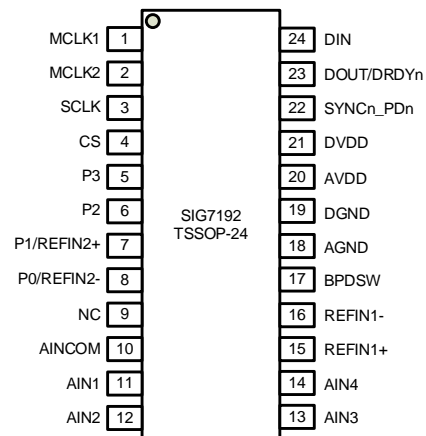 MCLK1 1 24 DIN
MCLK2 2 23 DOUT/DRDYn
SCLK 3 22 SYNCn_PDn
CS 4 21 DVDD
P3 5 20 AVDD
P2 6 19 DGND
SIG7192
TSSOP-24
P1/REFIN2+ 7 18 AGND
P0/REFIN2- 8 17 BPDSW
NC 9 16 REFIN1-
AINCOM 10 15 REFIN1+
AIN1 11 14 AIN4
AIN2 12 13 AIN3